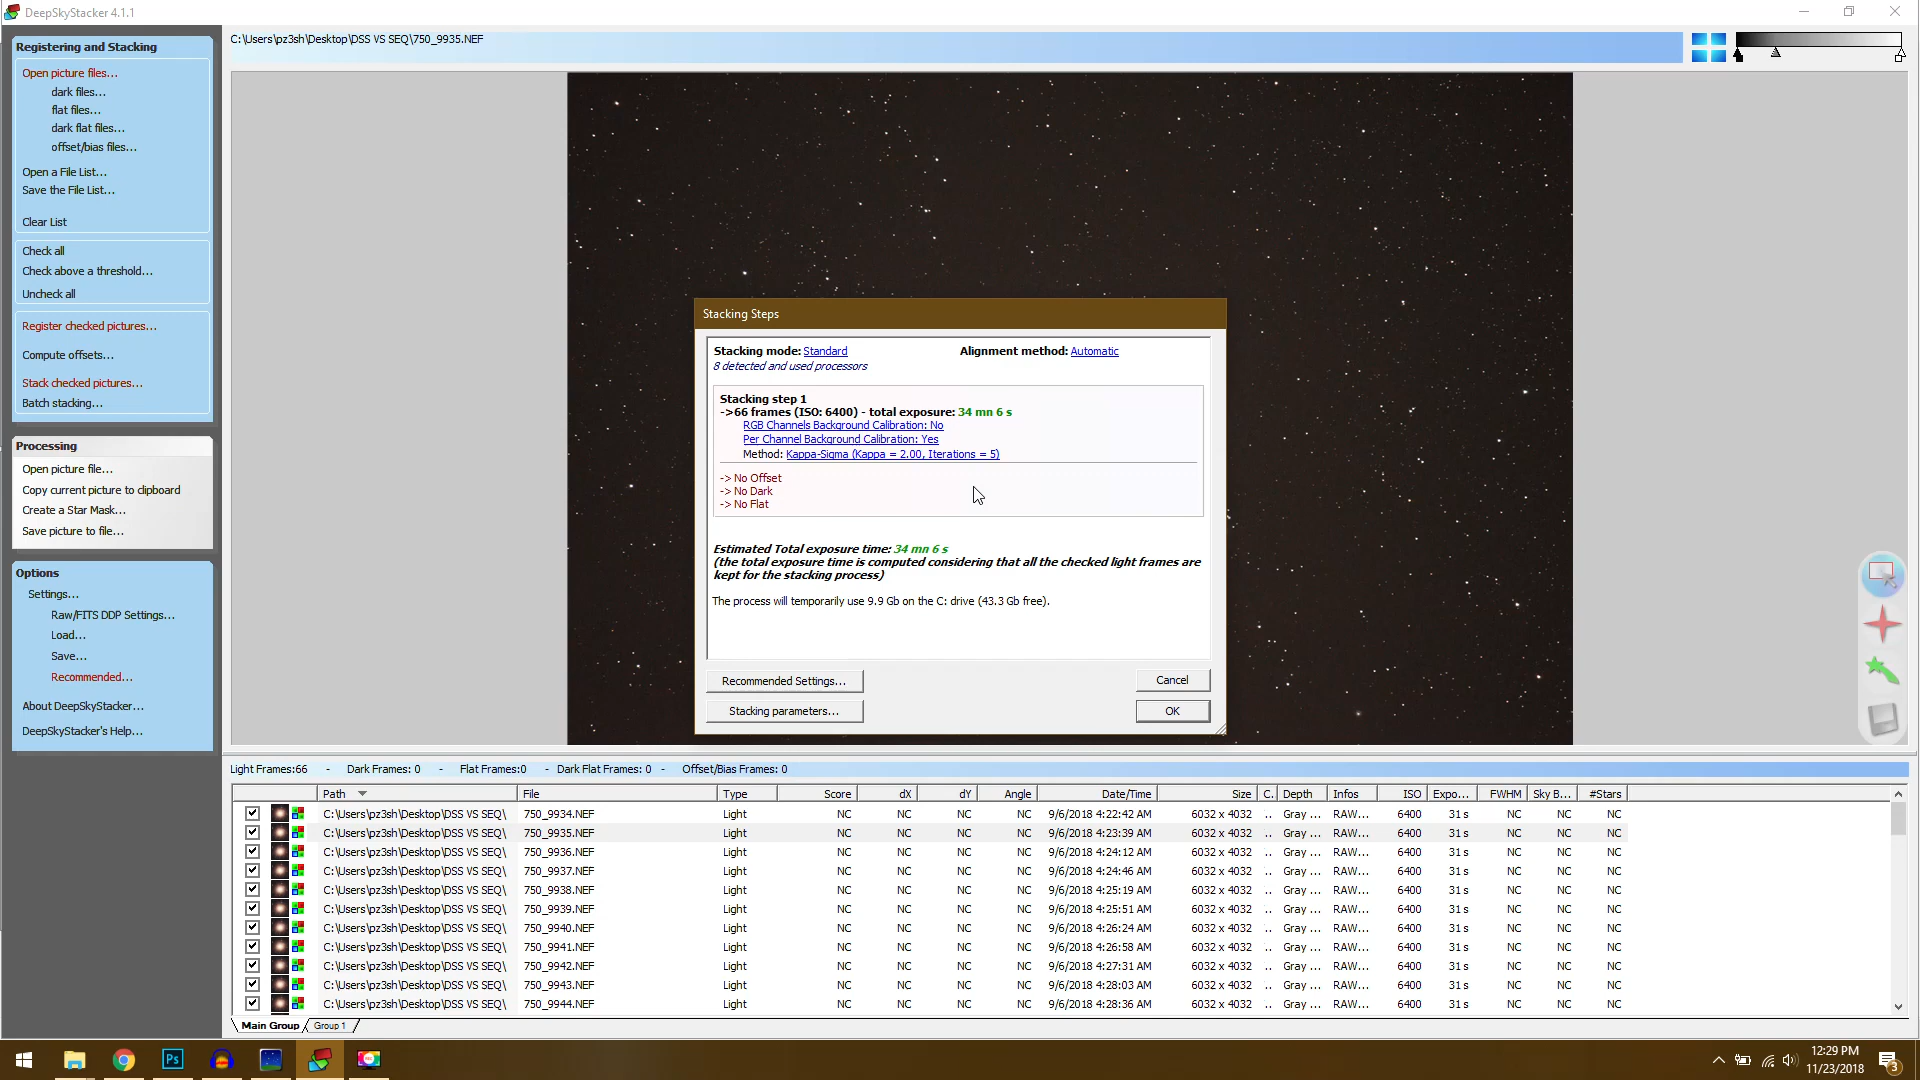 DeepSkyStacker 4.1.1
Registering and Stacking
Open picture files...
dark files...
flat files...
dark flat files...
offset/bias files...
Open a File List...
Save the File List...
Clear List
Check all
Check above a threshold...
Uncheck all
Register checked pictures...
Compute offsets...
Stack checked pictures...
Batch stacking...
Processing
Open picture file...
Copy current picture to clipboard
Create a Star Mask...
Save picture to file...
Options
Settings...
Raw/FITS DDP Settings...
Load...
Save...
Recommended...
About DeepSkyStacker...
DeepSkyStacker's Help...
C:\Users\pz3sh\Desktop\DSS VS SEQ\750_9935.NEF
Stacking Steps
Stacking mode: Standard Alignment method: Automatic
8 detected and used processors
Stacking step 1
->66 frames (ISO: 6400) - total exposure: 34 mn 6 s
RGB Channels Background Calibration: No
Per Channel Background Calibration: Yes
Method: Kappa-Sigma (Kappa = 2.00, Iterations = 5)
-> No Offset
-> No Dark
-> No Flat
Estimated Total exposure time: 34 mn 6 s
(the total exposure time is computed considering that all the checked light frames are
kept for the stacking process)
The process will temporarily use 9.9 Gb on the C: drive (43.3 Gb free).
Recommended Settings... Cancel
Stacking parameters... OK
Light Frames:66 - Dark Frames: 0 - Flat Frames:0 - Dark Flat Frames: 0 - Offset/Bias Frames: 0
Path File Type Score dX dY Angle Date/Time Size C. Depth Infos ISO Expo... FWHM Sky B... #Stars
C:\Users\pz3sh\Desktop\DSS VS SEQ\ 750_9934.NEF Light NC NC NC NC 9/6/2018 4:22:42 AM 6032 x 4032 .. Gray ... RAW... 6400 31 s NC NC NC
C:\Users\pz3sh\Desktop\DSS VS SEQ\ 750_9935.NEF Light NC NC NC NC 9/6/2018 4:23:39 AM 6032 x 4032 .. Gray ... RAW... 6400 31 s NC NC NC
C:\Users\pz3sh\Desktop\DSS VS SEQ\ 750_9936.NEF Light NC NC NC NC 9/6/2018 4:24:12 AM 6032 x 4032 .. Gray ... RAW... 6400 31 s NC NC NC
C:\Users\pz3sh\Desktop\DSS VS SEQ\ 750_9937.NEF Light NC NC NC NC 9/6/2018 4:24:46 AM 6032 x 4032 .. Gray ... RAW... 6400 31 s NC NC NC
C:\Users\pz3sh\Desktop\DSS VS SEQ\ 750_9938.NEF Light NC NC NC NC 9/6/2018 4:25:19 AM 6032 x 4032 .. Gray ... RAW... 6400 31 s NC NC NC
C:\Users\pz3sh\Desktop\DSS VS SEQ\ 750_9939.NEF Light NC NC NC NC 9/6/2018 4:25:51 AM 6032 x 4032 .. Gray ... RAW... 6400 31 s NC NC NC
C:\Users\pz3sh\Desktop\DSS VS SEQ\ 750_9940.NEF Light NC NC NC NC 9/6/2018 4:26:24 AM 6032 x 4032 .. Gray ... RAW... 6400 31 s NC NC NC
C:\Users\pz3sh\Desktop\DSS VS SEQ\ 750_9941.NEF Light NC NC NC NC 9/6/2018 4:26:58 AM 6032 x 4032 .. Gray ... RAW... 6400 31 s NC NC NC
C:\Users\pz3sh\Desktop\DSS VS SEQ\ 750_9942.NEF Light NC NC NC NC 9/6/2018 4:27:31 AM 6032 x 4032 .. Gray ... RAW... 6400 31 s NC NC NC
C:\Users\pz3sh\Desktop\DSS VS SEQ\ 750_9943.NEF Light NC NC NC NC 9/6/2018 4:28:03 AM 6032 x 4032 .. Gray ... RAW... 6400 31 s NC NC NC
C:\Users\pz3sh\Desktop\DSS VS SEQ\ 750_9944.NEF Light NC NC NC NC 9/6/2018 4:28:36 AM 6032 x 4032 .. Gray ... RAW... 6400 31 s NC NC NC
Main Group Group 1
Ps
12:29 PM
11/23/2018
3